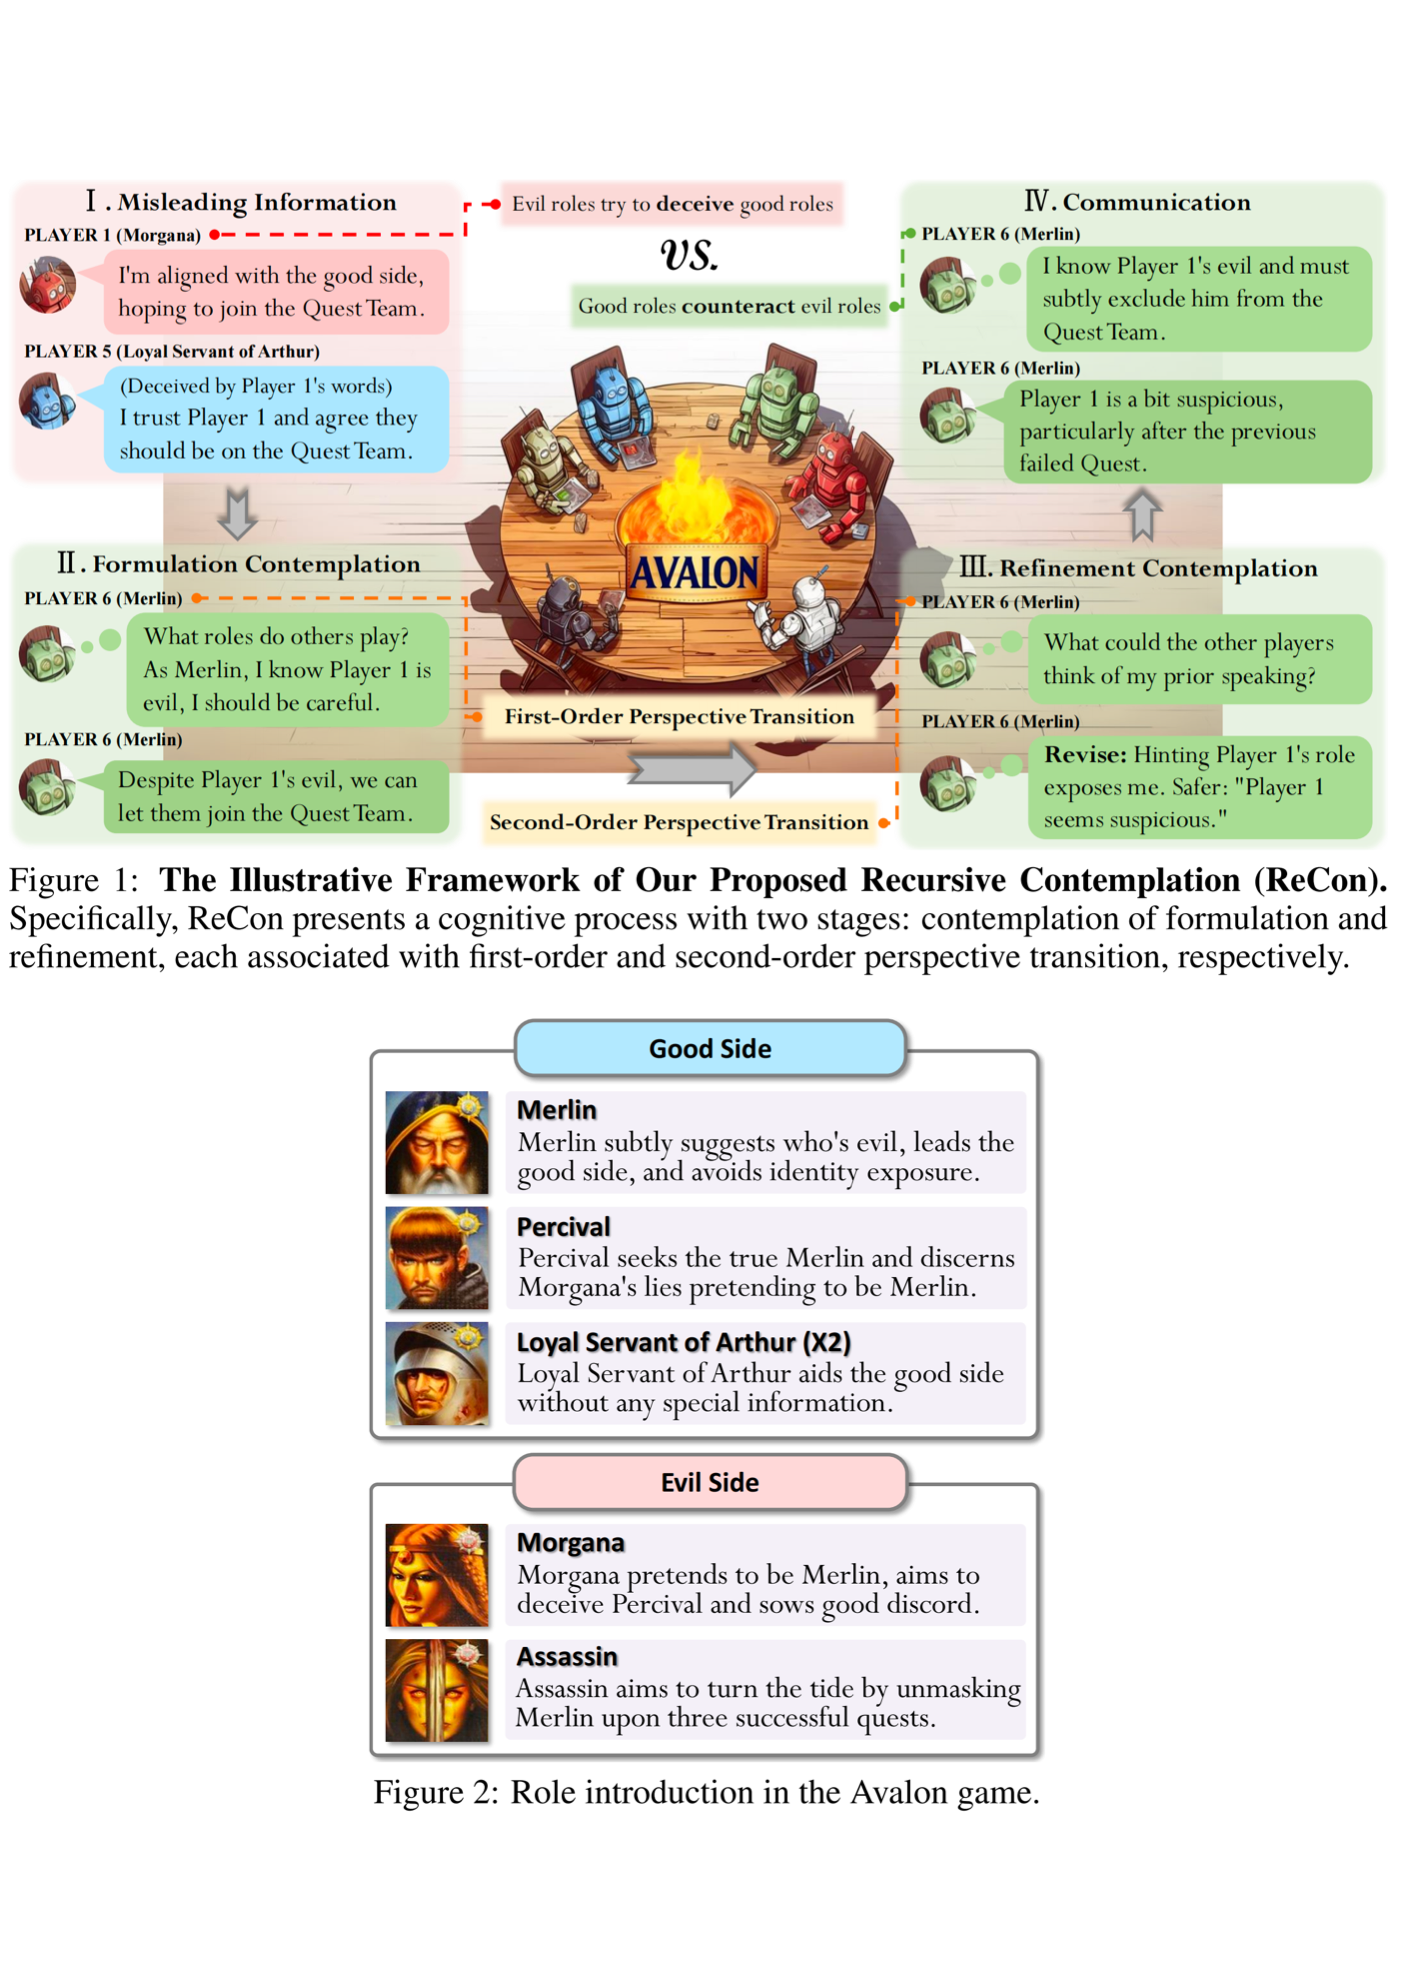 Ⅰ. Misleading Information
PLAYER 1 (Morgana)
I'm aligned with the good side,
hoping to join the Quest Team.
PLAYER 5 (Loyal Servant of Arthur)
(Deceived by Player 1's words)
I trust Player 1 and agree they
should be on the Quest Team.
Ⅱ. Formulation Contemplation
PLAYER 6 (Merlin)
What roles do others play?
As Merlin, I know Player 1 is
evil, I should be careful.
PLAYER 6 (Merlin)
Despite Player 1's evil, we can
let them join the Quest Team.
Evil roles try to deceive good roles
VS.
Good roles counteract evil roles
AVALON
First-Order Perspective Transition
Second-Order Perspective Transition
Ⅲ. Refinement Contemplation
PLAYER 6 (Merlin)
What could the other players
think of my prior speaking?
PLAYER 6 (Merlin)
Revise: Hinting Player 1's role
exposes me. Safer: "Player 1
seems suspicious."
Ⅳ. Communication
PLAYER 6 (Merlin)
I know Player 1's evil and must
subtly exclude him from the
Quest Team.
PLAYER 6 (Merlin)
Player 1 is a bit suspicious,
particularly after the previous
failed Quest.
Figure 1: The Illustrative Framework of Our Proposed Recursive Contemplation (ReCon).
Specifically, ReCon presents a cognitive process with two stages: contemplation of formulation and
refinement, each associated with first-order and second-order perspective transition, respectively.
Good Side
Merlin
Merlin subtly suggests who's evil, leads the
good side, and avoids identity exposure.
Percival
Percival seeks the true Merlin and discerns
Morgana's lies pretending to be Merlin.
Loyal Servant of Arthur (X2)
Loyal Servant of Arthur aids the good side
without any special information.
Evil Side
Morgana
Morgana pretends to be Merlin, aims to
deceive Percival and sows good discord.
Assassin
Assassin aims to turn the tide by unmasking
Merlin upon three successful quests.
Figure 2: Role introduction in the Avalon game.